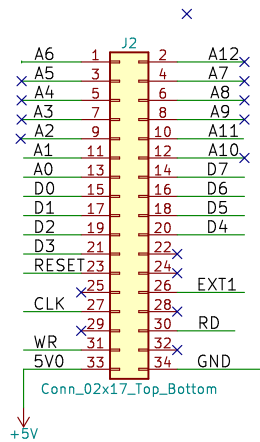 J2
A6 1 2 A12
A5 3 4 A7
A4 5 6 A8
A3 7 8 A9
A2 9 10 A11
A1 11 12 A10
A0 13 14 D7
D0 15 16 D6
D1 17 18 D5
D2 19 20 D4
D3 21 22
RESET 23 24
25 26 EXT1
CLK 27 28
29 30 RD
WR 31 32
5V0 33 34 GND
Conn_02x17_Top_Bottom
+5V